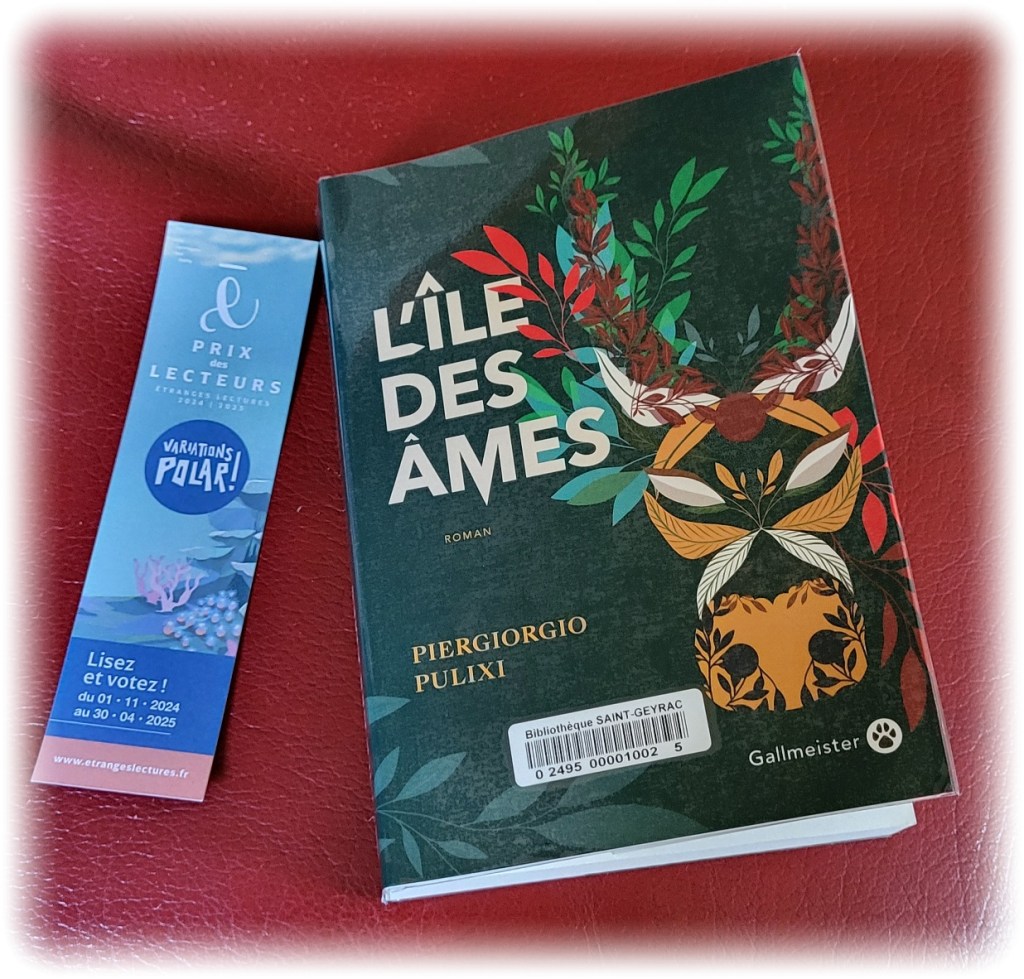 PRIX
des
LECTEURS
ÉTRANGES LECTURES
2024 | 2025
VARIATIONS
POLAR!
Lisez
et votez !
du 01 • 11 • 2024
au 30 • 04 • 2025
www.etrangeslectures.fr
L'ÎLE
DES
ÂMES
ROMAN
PIERGIORGIO
PULIXI
Bibliothèque SAINT-GEYRAC
0 2495 00001002 5
Gallmeister